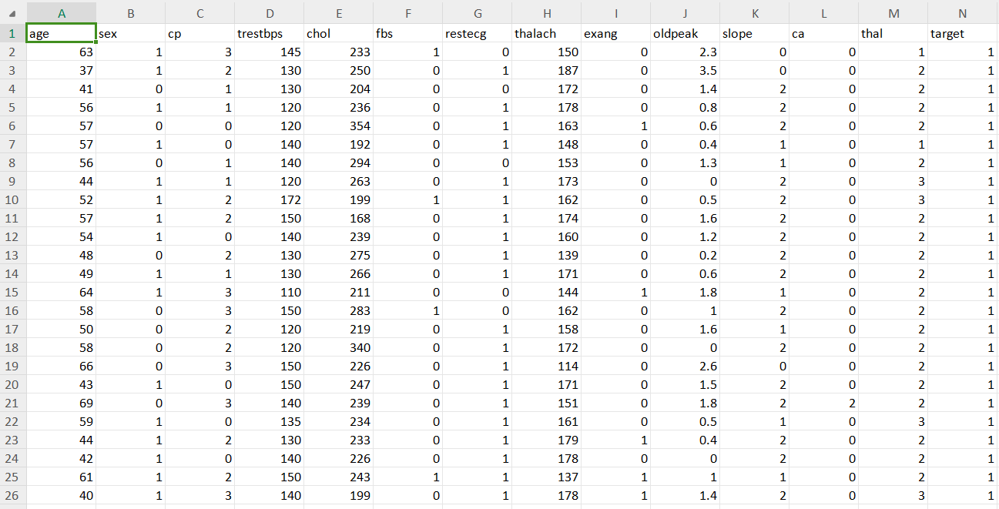 A B C D E F G H I J K L M N
1 age sex cp trestbps chol fbs restecg thalach exang oldpeak slope ca thal target
2 63 1 3 145 233 1 0 150 0 2.3 0 0 1 1
3 37 1 2 130 250 0 1 187 0 3.5 0 0 2 1
4 41 0 1 130 204 0 0 172 0 1.4 2 0 2 1
5 56 1 1 120 236 0 1 178 0 0.8 2 0 2 1
6 57 0 0 120 354 0 1 163 1 0.6 2 0 2 1
7 57 1 0 140 192 0 1 148 0 0.4 1 0 1 1
8 56 0 1 140 294 0 0 153 0 1.3 1 0 2 1
9 44 1 1 120 263 0 1 173 0 0 2 0 3 1
10 52 1 2 172 199 1 1 162 0 0.5 2 0 3 1
11 57 1 2 150 168 0 1 174 0 1.6 2 0 2 1
12 54 1 0 140 239 0 1 160 0 1.2 2 0 2 1
13 48 0 2 130 275 0 1 139 0 0.2 2 0 2 1
14 49 1 1 130 266 0 1 171 0 0.6 2 0 2 1
15 64 1 3 110 211 0 0 144 1 1.8 1 0 2 1
16 58 0 3 150 283 1 0 162 0 1 2 0 2 1
17 50 0 2 120 219 0 1 158 0 1.6 1 0 2 1
18 58 0 2 120 340 0 1 172 0 0 2 0 2 1
19 66 0 3 150 226 0 1 114 0 2.6 0 0 2 1
20 43 1 0 150 247 0 1 171 0 1.5 2 0 2 1
21 69 0 3 140 239 0 1 151 0 1.8 2 2 2 1
22 59 1 0 135 234 0 1 161 0 0.5 1 0 3 1
23 44 1 2 130 233 0 1 179 1 0.4 2 0 2 1
24 42 1 0 140 226 0 1 178 0 0 2 0 2 1
25 61 1 2 150 243 1 1 137 1 1 1 0 2 1
26 40 1 3 140 199 0 1 178 1 1.4 2 0 3 1